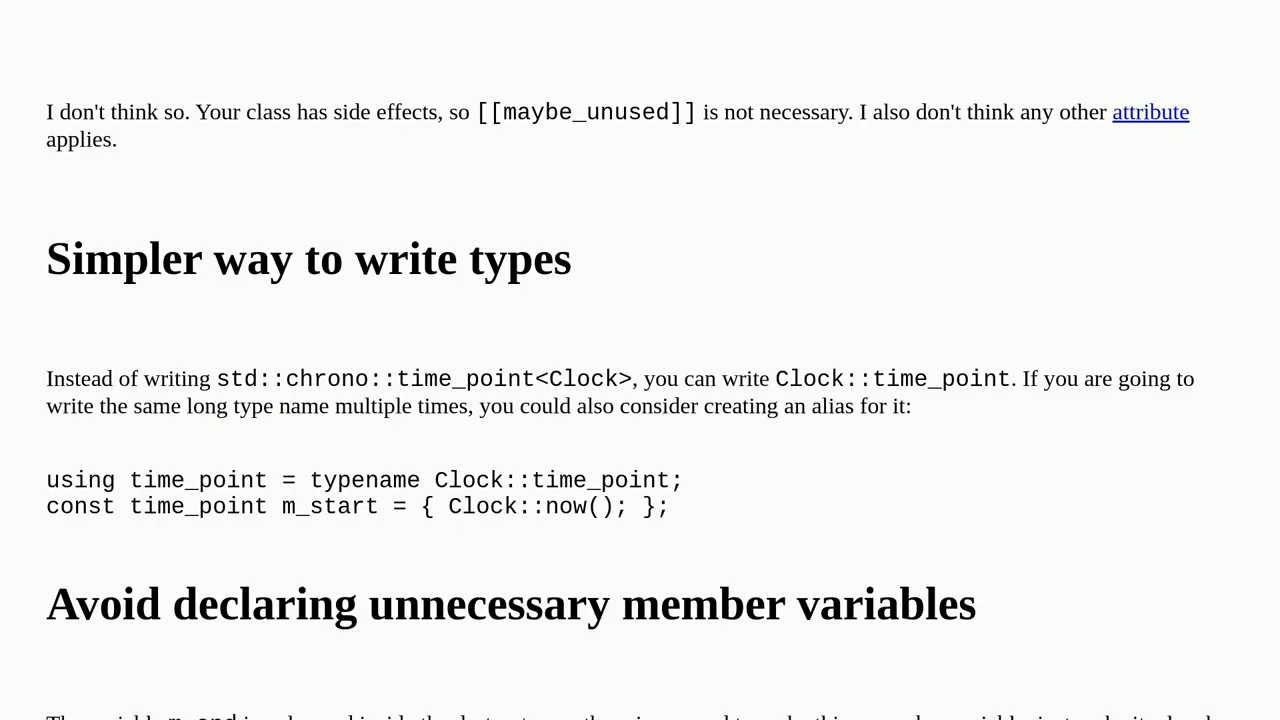 I don't think so. Your class has side effects, so [[maybe_unused]] is not necessary. I also don't think any other attribute
applies.
Simpler way to write types
Instead of writing std::chrono::time_point<Clock>, you can write Clock::time_point. If you are going to
write the same long type name multiple times, you could also consider creating an alias for it:
using time_point = typename Clock::time_point;
const time_point m_start = { Clock::now(); };
Avoid declaring unnecessary member variables